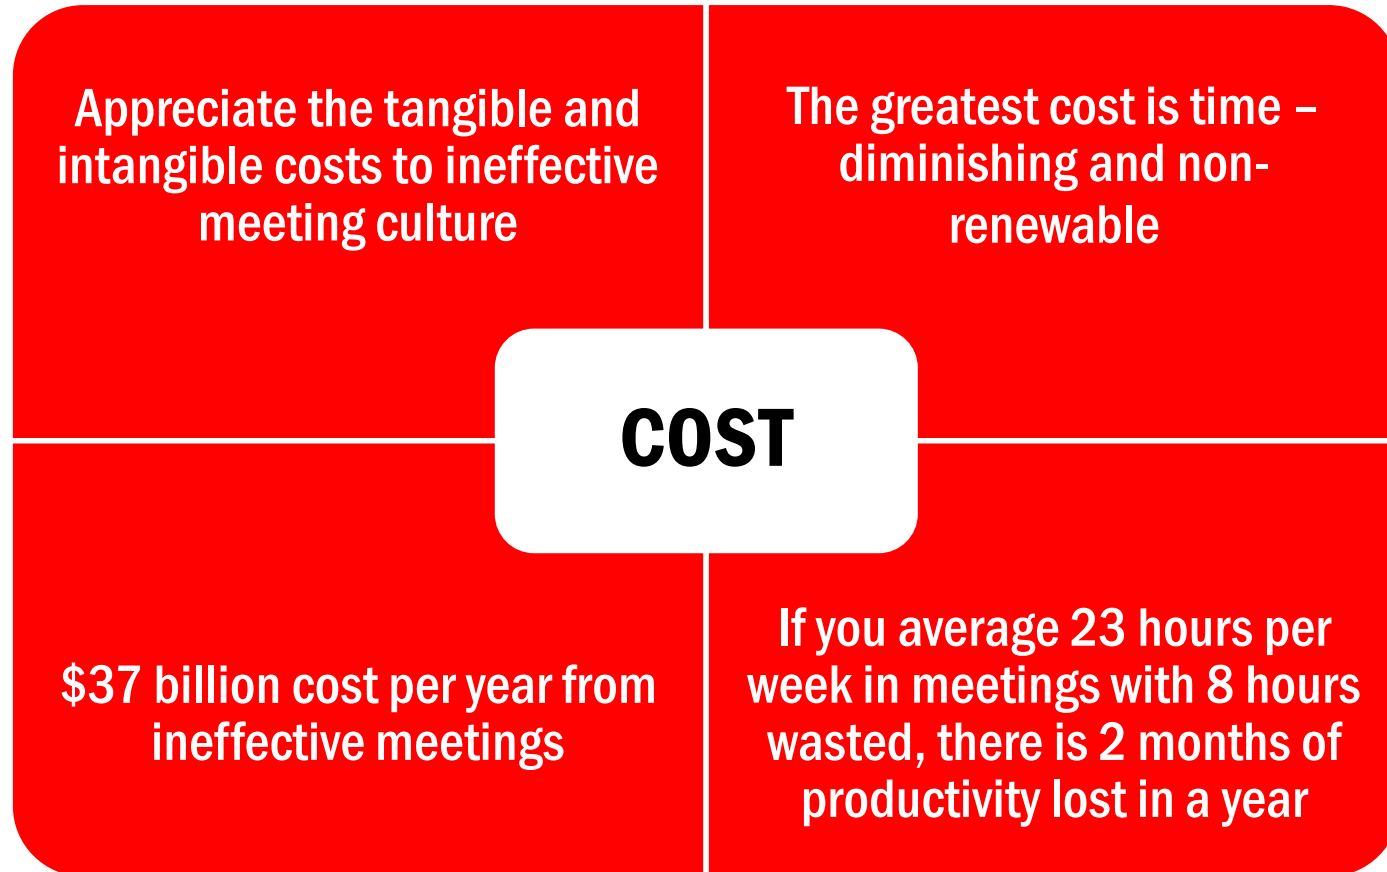 Appreciate the tangible and
intangible costs to ineffective
meeting culture
The greatest cost is time –
diminishing and non-
renewable
COST
$37 billion cost per year from
ineffective meetings
If you average 23 hours per
week in meetings with 8 hours
wasted, there is 2 months of
productivity lost in a year